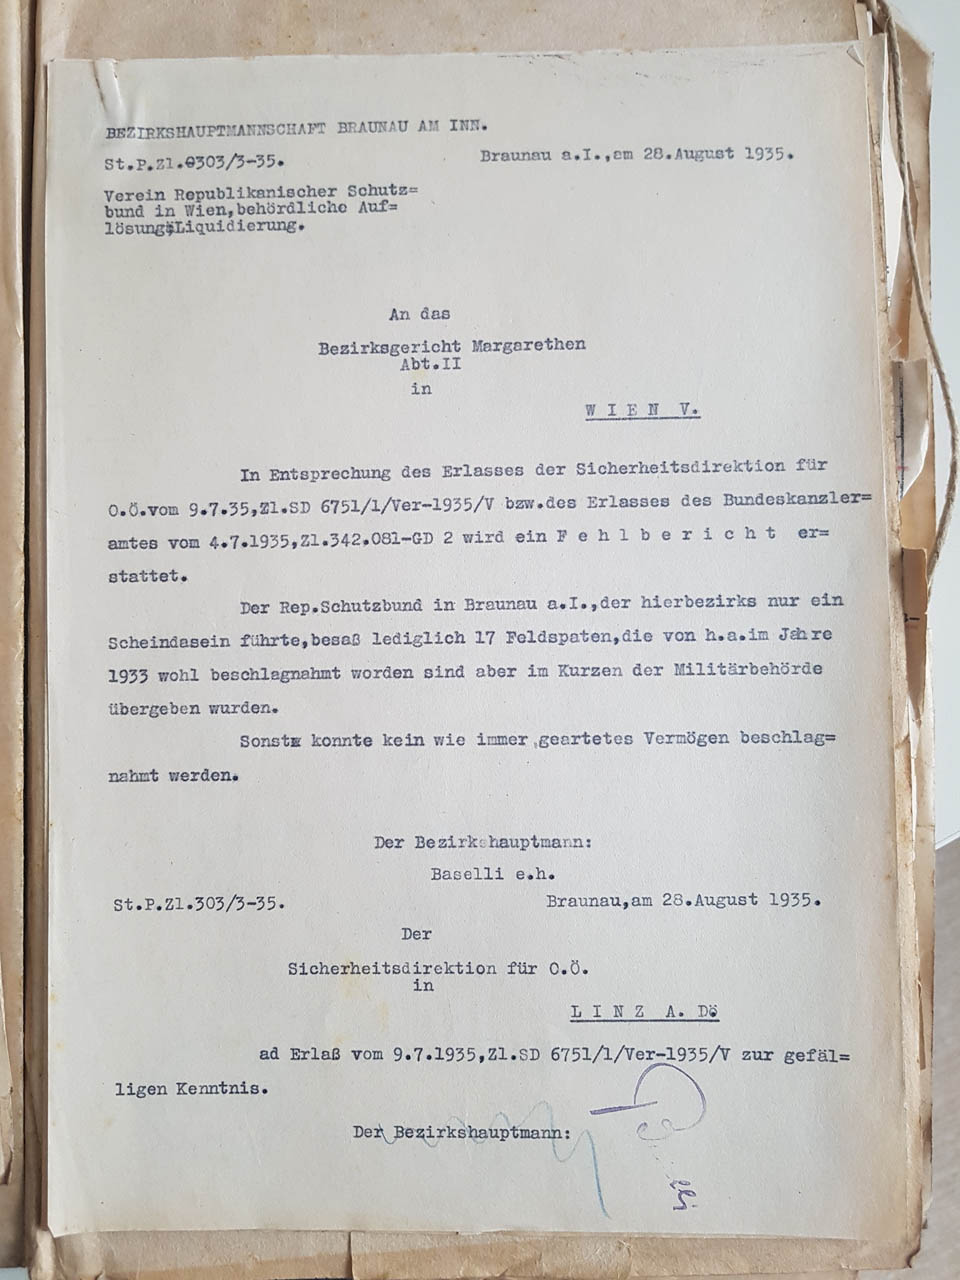 BEZIRKSHAUPTMANNSCHAFT BRAUNAU AM INN.
St.P.Zl.0303/3-35.
Braunau a.I.,am 28.August 1935.
Verein Republikanischer Schutz=
bund in Wien,behördliche Auf=
lösung;Liquidierung.
An das
Bezirksgericht Margarethen
Abt.II
in
W I E N V.
In Entsprechung des Erlasses der Sicherheitsdirektion für
O.Ö.vom 9.7.35,Zl.SD 6751/1/Ver-1935/V bzw.des Erlasses des Bundeskanzler=
amtes vom 4.7.1935,Zl.342.081-GD 2 wird ein F e h l b e r i c h t er=
stattet.
Der Rep.Schutzbund in Braunau a.I.,der hierbezirks nur ein
Scheindasein führte,besaß lediglich 17 Feldspaten,die von h.a.im Jahre
1933 wohl beschlagnahmt worden sind aber im Kurzen der Militärbehörde
übergeben wurden.
Sonst konnte kein wie immer geartetes Vermögen beschlag=
nahmt werden.
Der Bezirkshauptmann:
Baselli e.h.
St.P.Zl.303/3-35.
Braunau,am 28.August 1935.
Der
Sicherheitsdirektion für O.Ö.
in
L I N Z A. DÖ
ad Erlaß vom 9.7.1935,Zl.SD 6751/1/Ver-1935/V zur gefäl=
ligen Kenntnis.
Der Bezirkshauptmann: